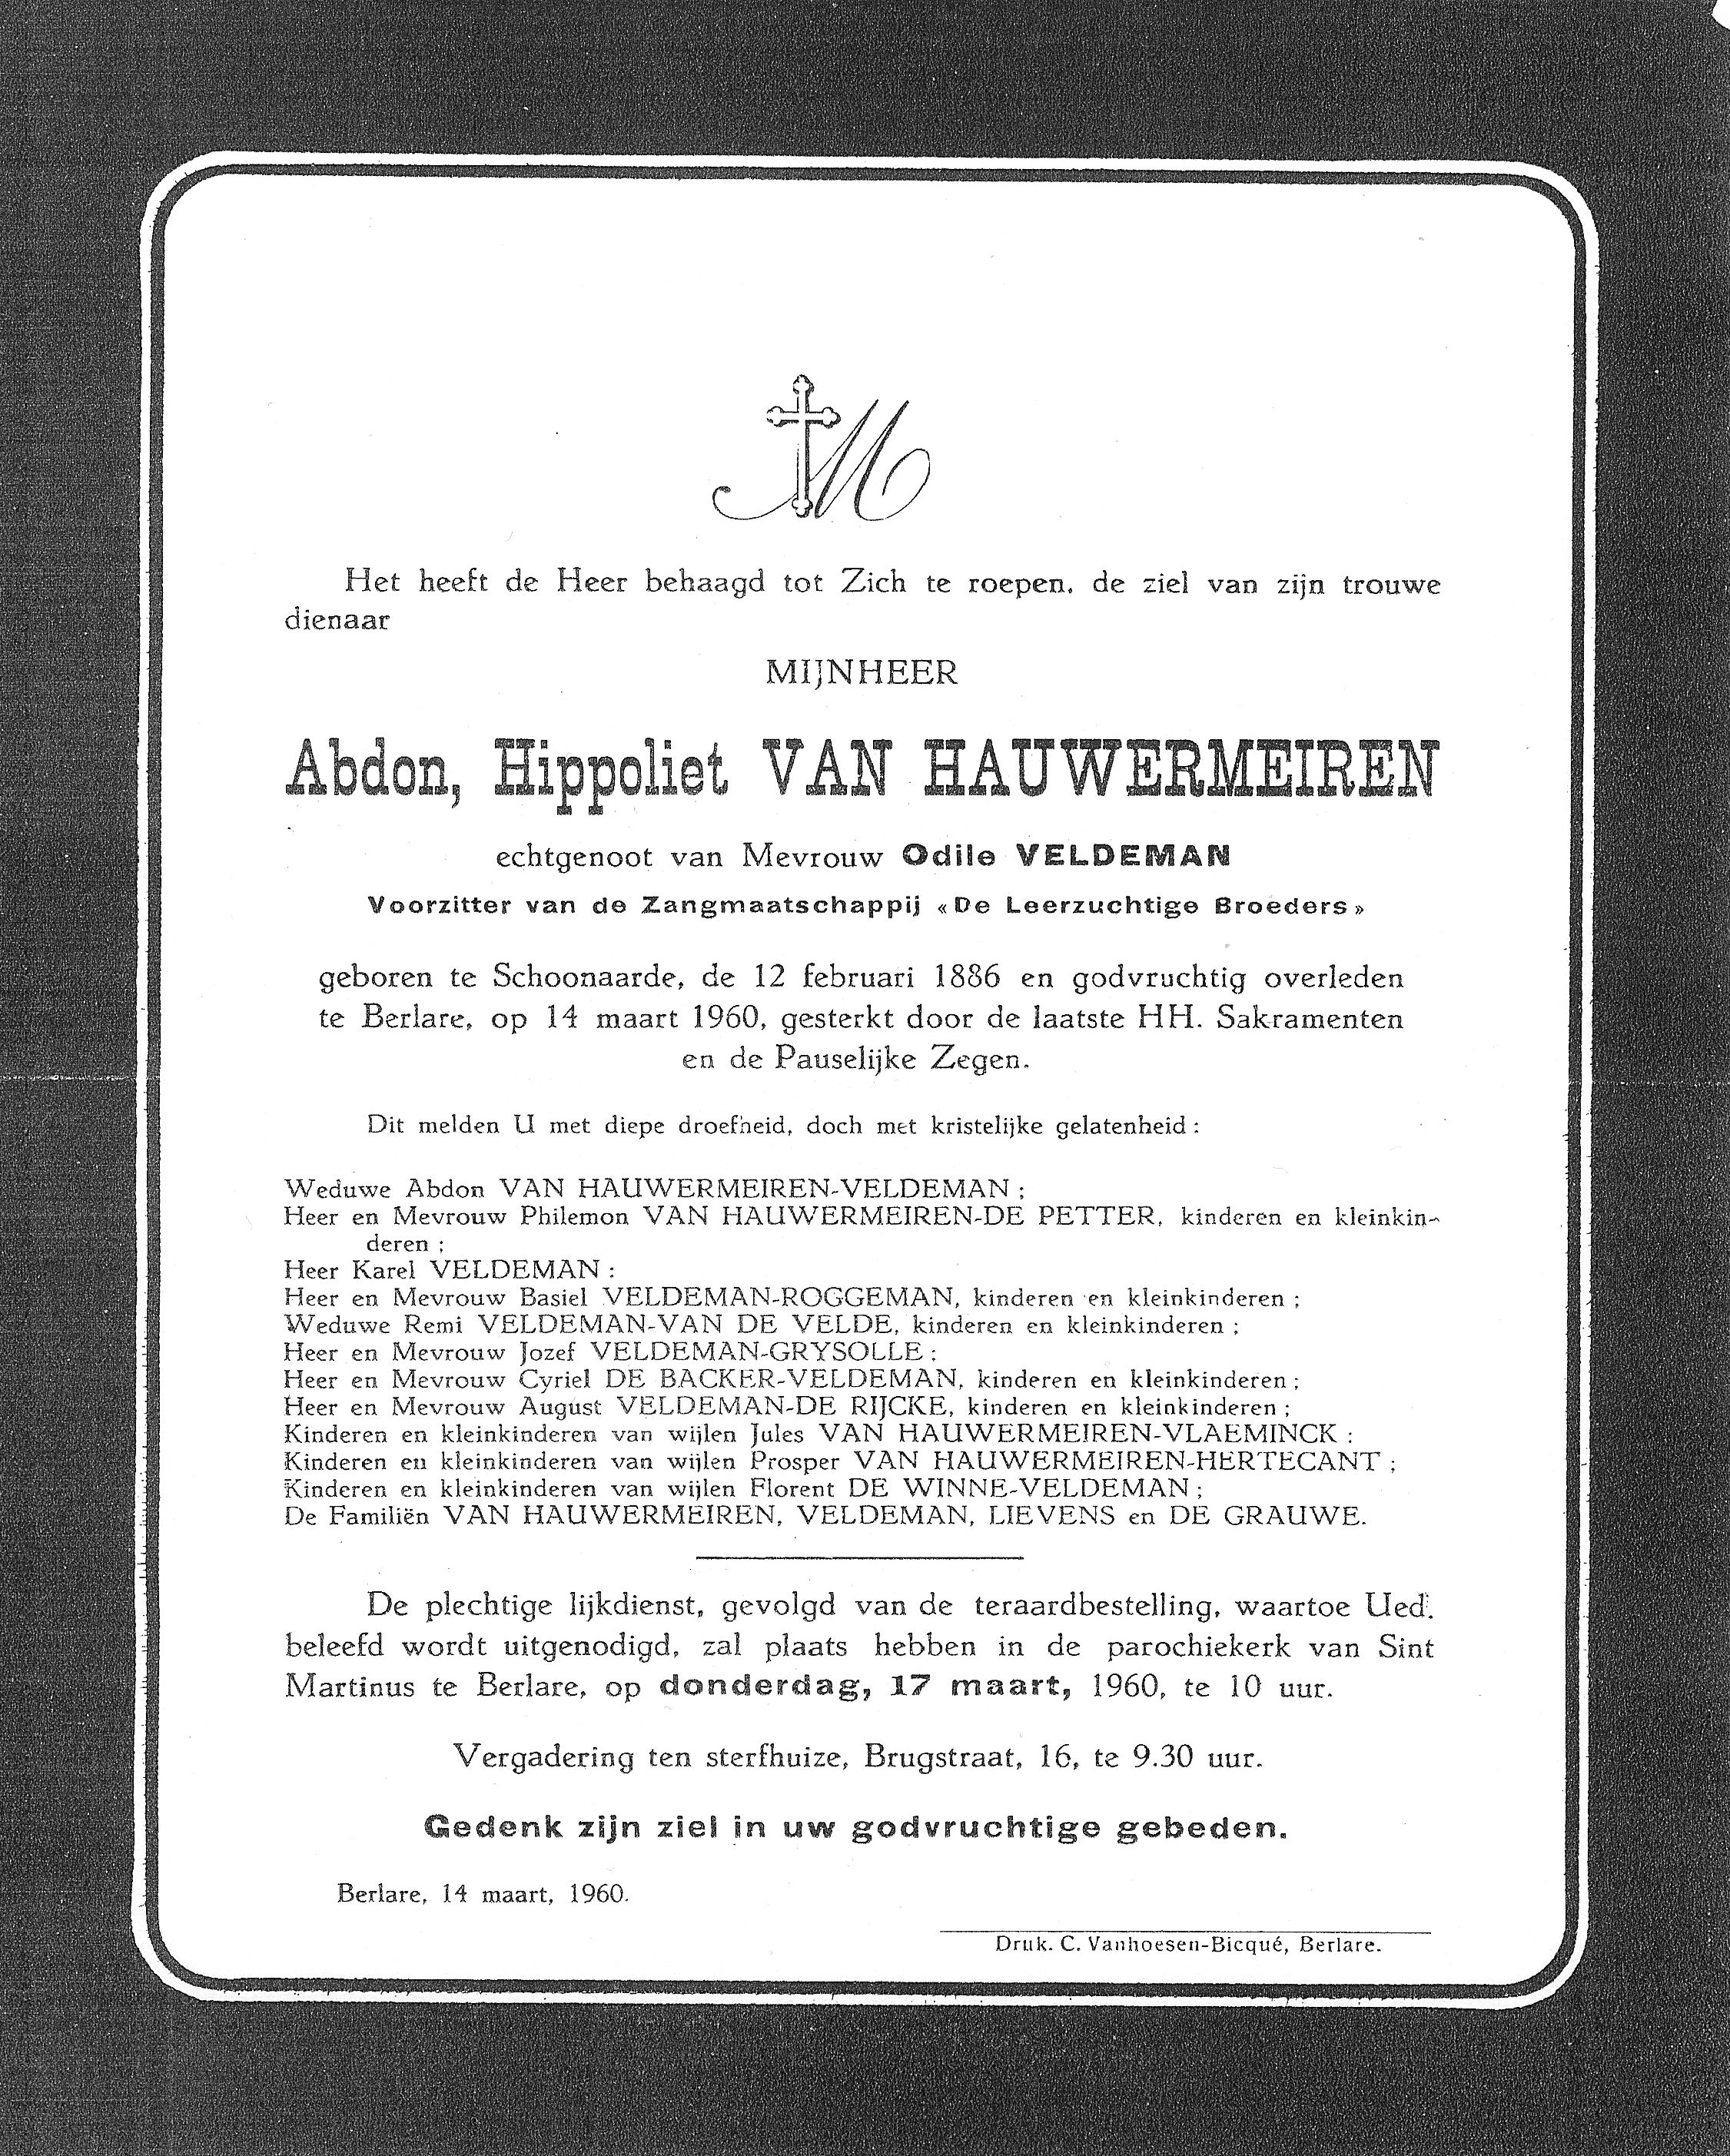 M
Het heeft de Heer behaagd tot Zich te roepen, de ziel van zijn trouwe
dienaar
MIJNHEER
Abdon, Hippoliet VAN HAUWERMEIREN
echtgenoot van Mevrouw Odile VELDEMAN
Voorzitter van de Zangmaatschappij «De Leerzuchtige Broeders»
geboren te Schoonaarde, de 12 februari 1886 en godvruchtig overleden
te Berlare, op 14 maart 1960, gesterkt door de laatste HH. Sakramenten
en de Pauselijke Zegen.
Dit melden U met diepe droefheid, doch met kristelijke gelatenheid :
Weduwe Abdon VAN HAUWERMEIREN-VELDEMAN ;
Heer en Mevrouw Philemon VAN HAUWERMEIREN-DE PETTER, kinderen en kleinkin-
deren ;
Heer Karel VELDEMAN :
Heer en Mevrouw Basiel VELDEMAN-ROGGEMAN, kinderen en kleinkinderen ;
Weduwe Remi VELDEMAN-VAN DE VELDE, kinderen en kleinkinderen ;
Heer en Mevrouw Jozef VELDEMAN-GRYSOLLE ;
Heer en Mevrouw Cyriel DE BACKER-VELDEMAN, kinderen en kleinkinderen ;
Heer en Mevrouw August VELDEMAN-DE RIJCKE, kinderen en kleinkinderen ;
Kinderen en kleinkinderen van wijlen Jules VAN HAUWERMEIREN-VLAEMINCK :
Kinderen en kleinkinderen van wijlen Prosper VAN HAUWERMEIREN-HERTECANT ;
Kinderen en kleinkinderen van wijlen Florent DE WINNE-VELDEMAN ;
De Familiën VAN HAUWERMEIREN, VELDEMAN, LIEVENS en DE GRAUWE.
De plechtige lijkdienst, gevolgd van de teraardbestelling, waartoe Ued.
beleefd wordt uitgenodigd, zal plaats hebben in de parochiekerk van Sint
Martinus te Berlare, op donderdag, 17 maart, 1960, te 10 uur.
Vergadering ten sterfhuize, Brugstraat, 16, te 9.30 uur.
Gedenk zijn ziel in uw godvruchtige gebeden.
Berlare, 14 maart, 1960.
Druk. C. Vanhoesen-Bicqué, Berlare.